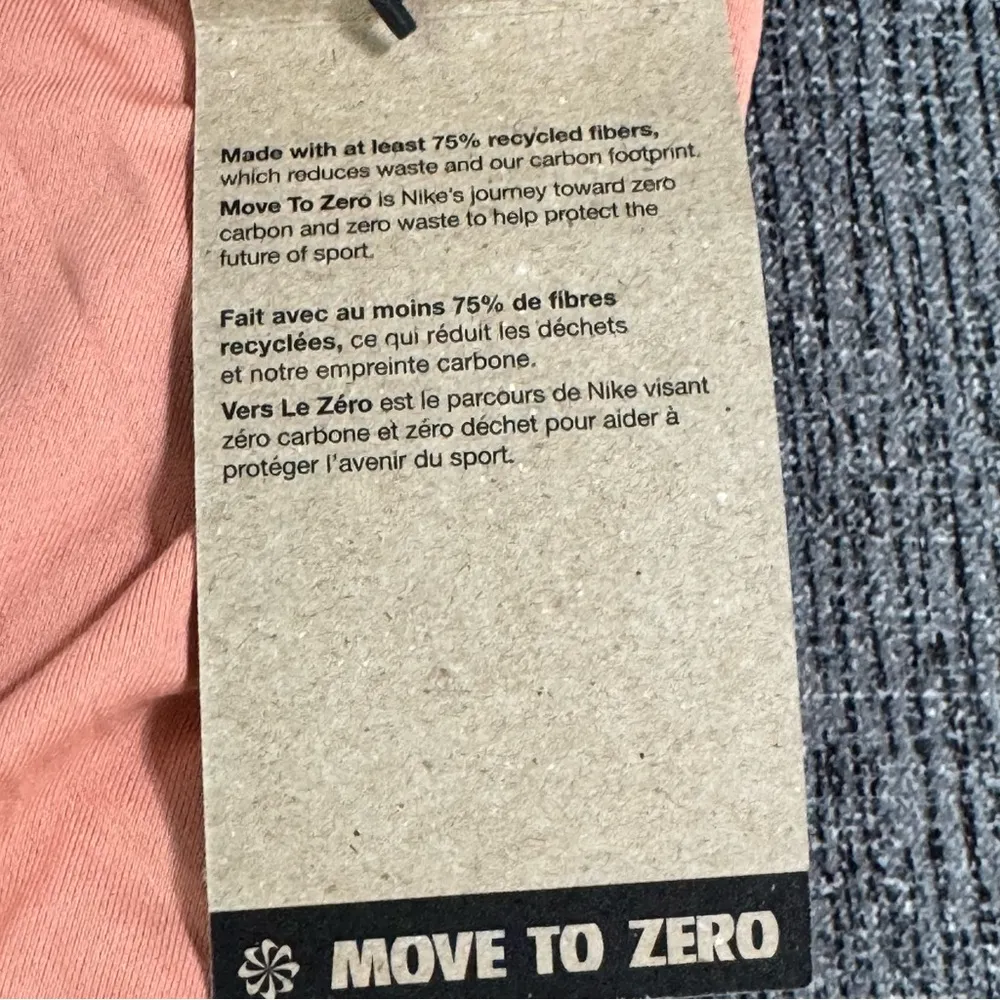 Made with at least 75% recycled fibers,
which reduces waste and our carbon footprint.
Move To Zero is Nike's journey toward zero
carbon and zero waste to help protect the
future of sport.
Fait avec au moins 75% de fibres
recyclées, ce qui réduit les déchets
et notre empreinte carbone.
Vers Le Zéro est le parcours de Nike visant
zéro carbone et zéro déchet pour aider à
protéger l'avenir du sport.
MOVE TO ZERO